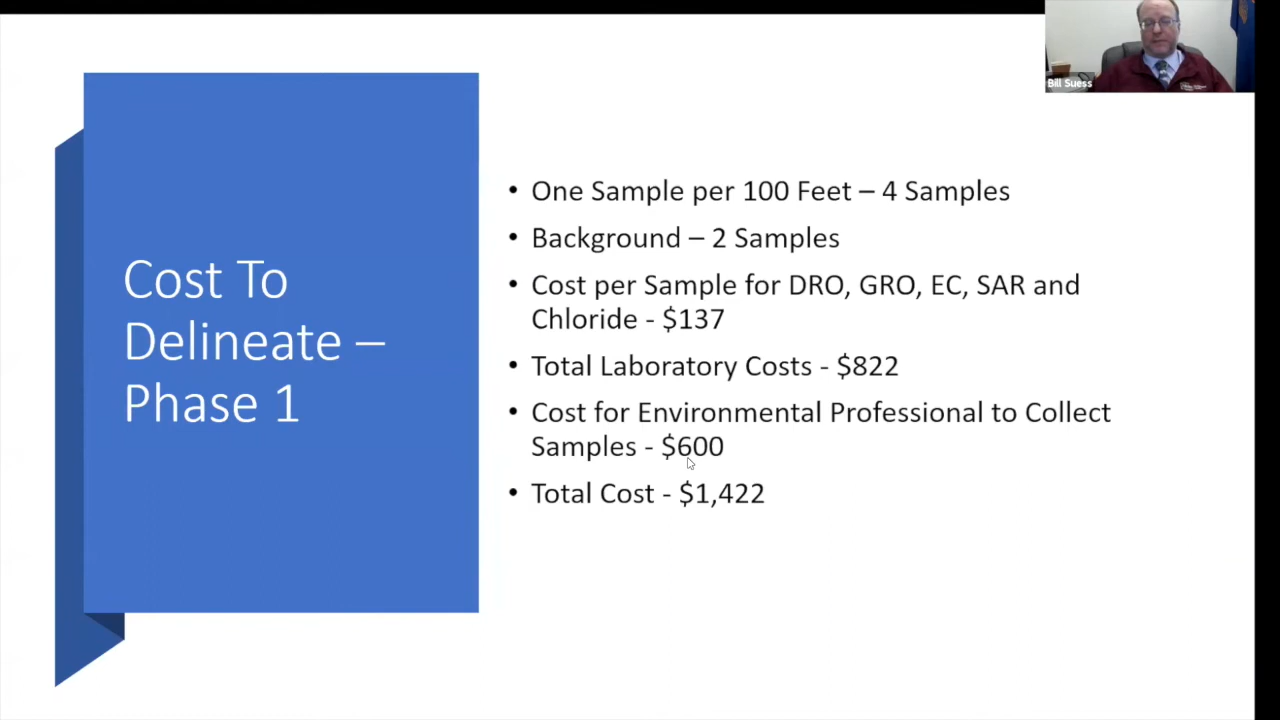 Bill Suess
Cost To
Delineate –
Phase 1
• One Sample per 100 Feet – 4 Samples
• Background – 2 Samples
• Cost per Sample for DRO, GRO, EC, SAR and
Chloride - $137
• Total Laboratory Costs - $822
• Cost for Environmental Professional to Collect
Samples - $600
• Total Cost - $1,422